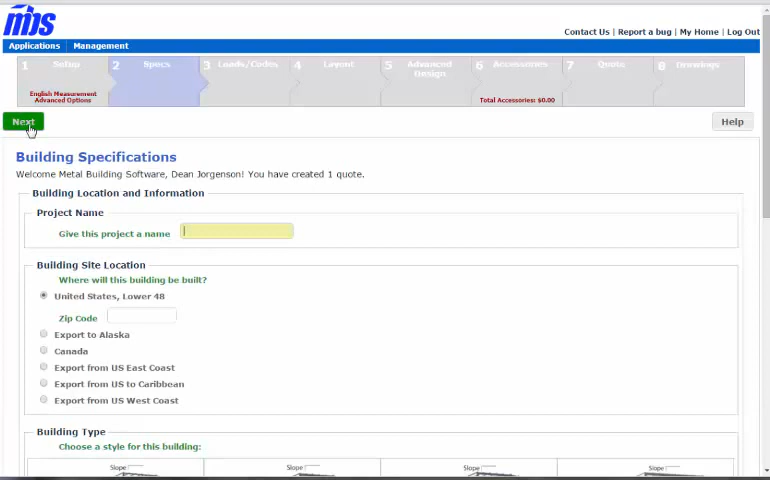 mbs
Contact Us | Report a bug | My Home | Log Out
Applications Management
1 Setup 2 Specs 3 Loads/Codes 4 Layout 5 Advanced Design 6 Accessories 7 Quote 8 Drawings
English Measurement
Advanced Options
Total Accessories: $0.00
Next
Help
Building Specifications
Welcome Metal Building Software, Dean Jorgenson! You have created 1 quote.
Building Location and Information
Project Name
Give this project a name
Building Site Location
Where will this building be built?
United States, Lower 48
Zip Code
Export to Alaska
Canada
Export from US East Coast
Export from US to Caribbean
Export from US West Coast
Building Type
Choose a style for this building:
Slope Slope Slope Slope